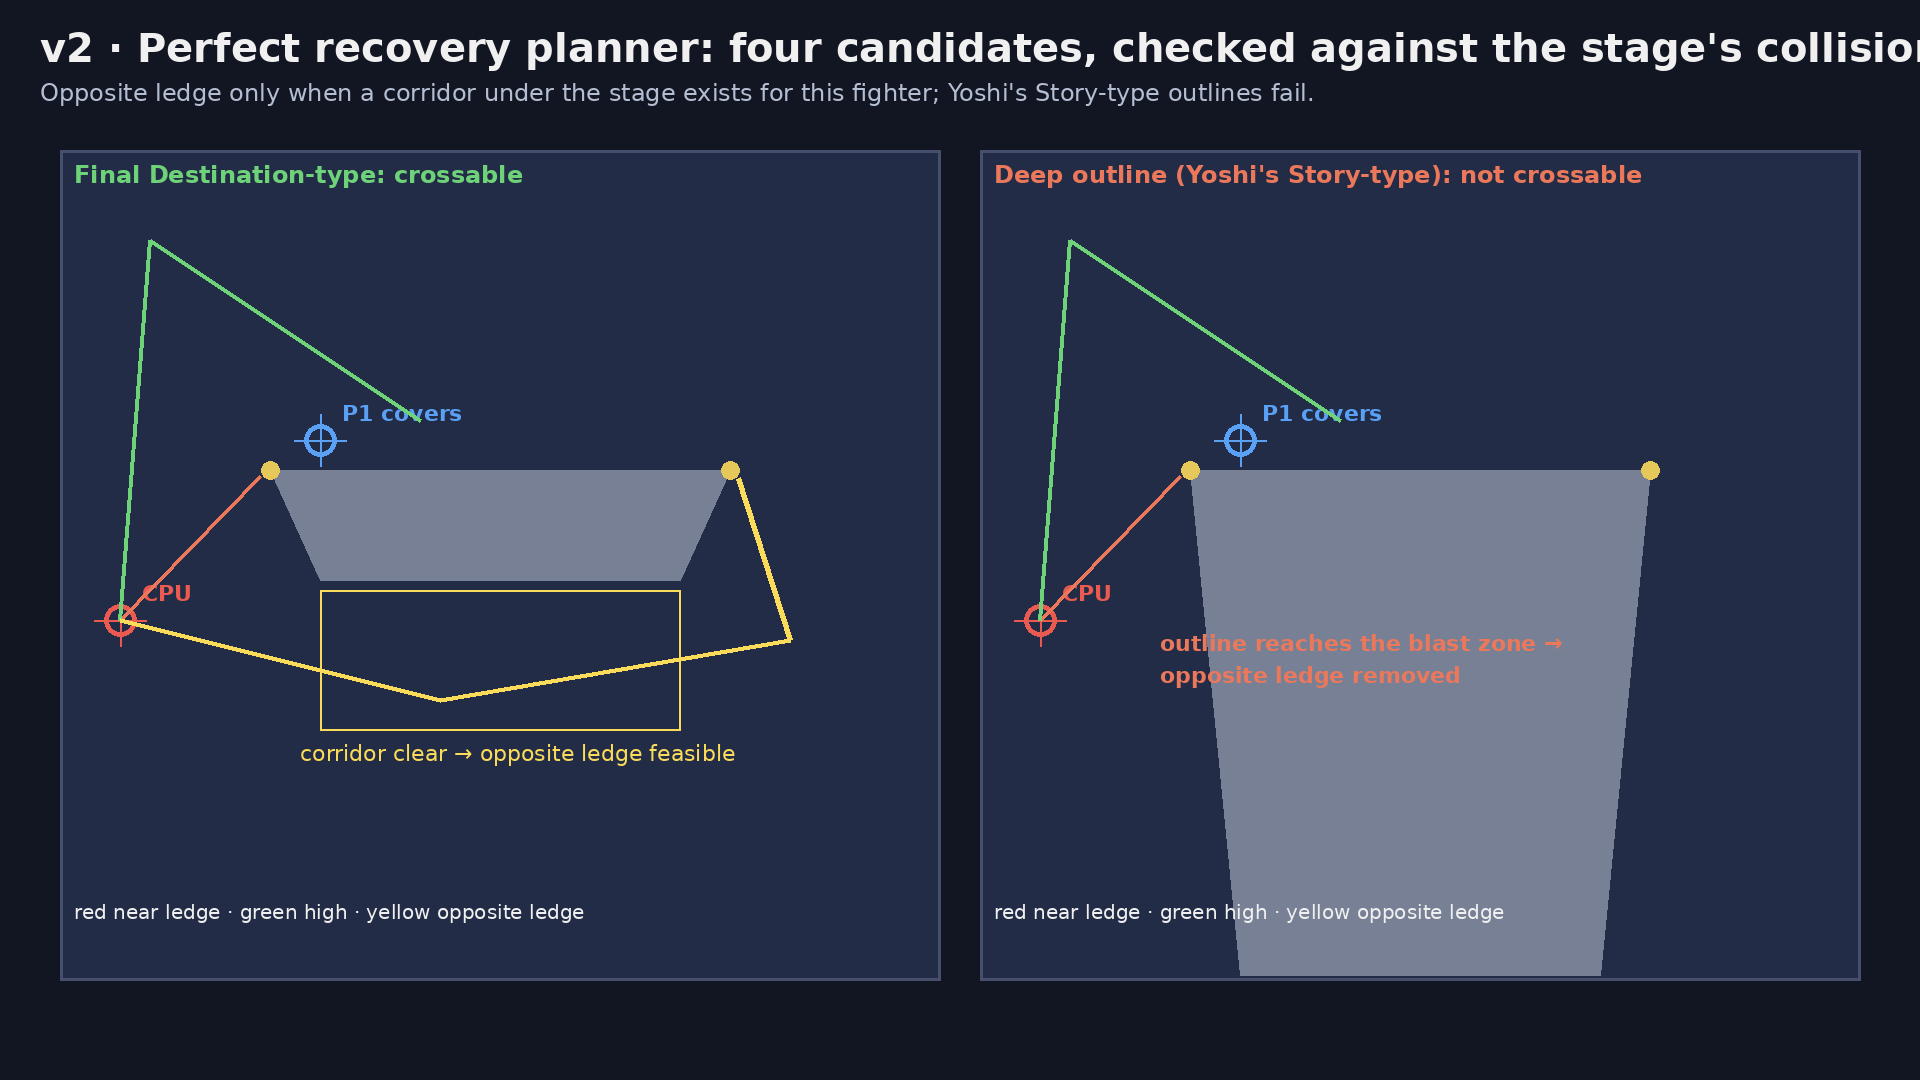 v2 · Perfect recovery planner: four candidates, checked against the stage's collision
Opposite ledge only when a corridor under the stage exists for this fighter; Yoshi's Story-type outlines fail.
Final Destination-type: crossable
P1 covers
CPU
corridor clear → opposite ledge feasible
red near ledge · green high · yellow opposite ledge
Deep outline (Yoshi's Story-type): not crossable
P1 covers
CPU
outline reaches the blast zone →
opposite ledge removed
red near ledge · green high · yellow opposite ledge